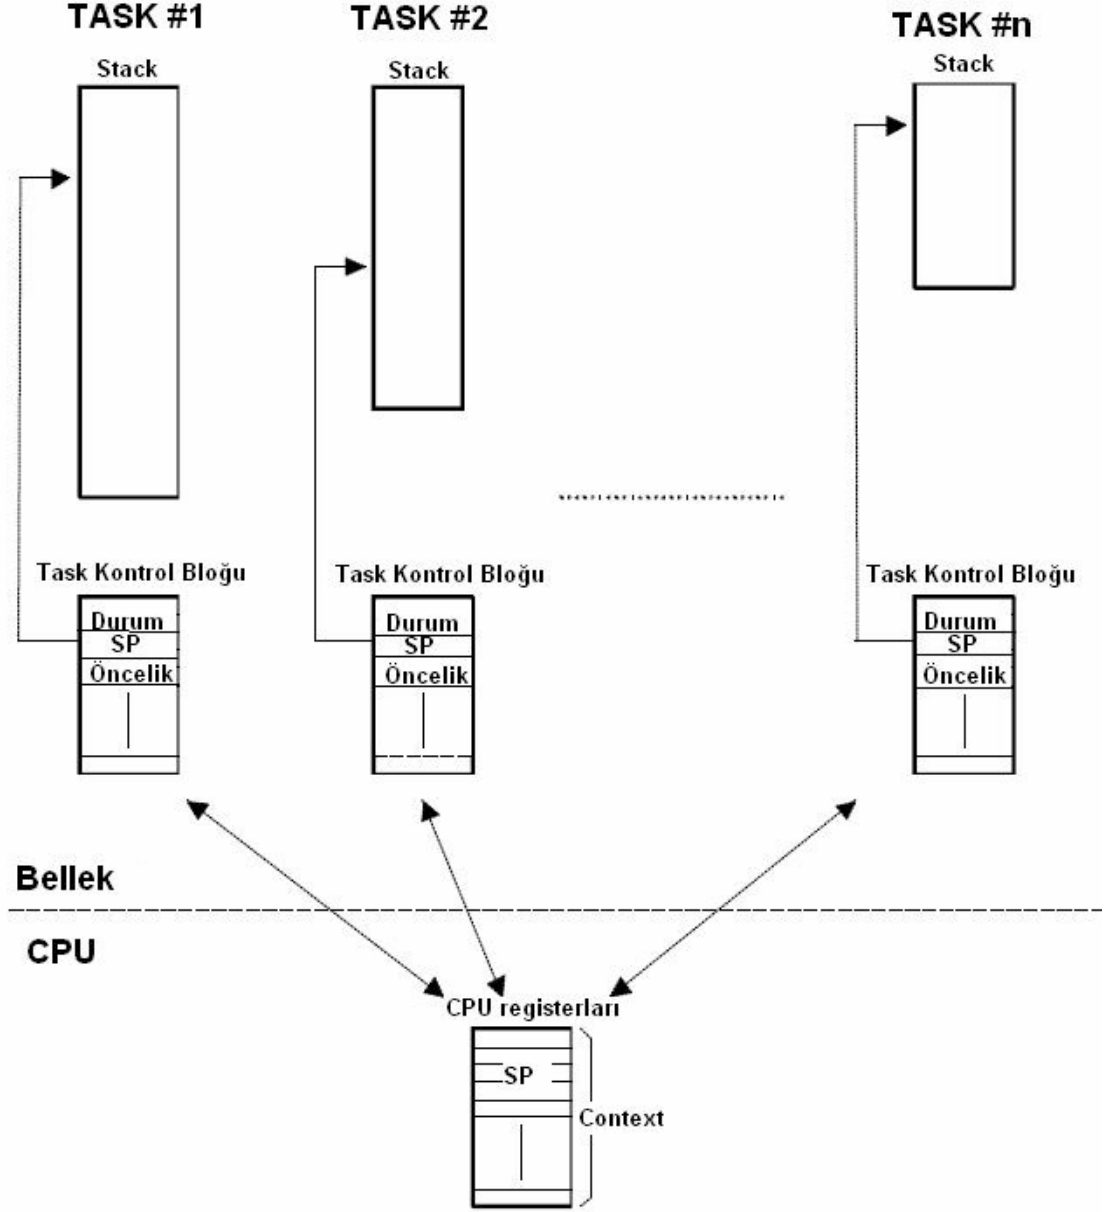 TASK #1
TASK #2
TASK #n
Stack
Stack
Stack
Task Kontrol Bloğu
Task Kontrol Bloğu
Task Kontrol Bloğu
Durum
SP
Öncelik
Durum
SP
Öncelik
Durum
SP
Öncelik
Bellek
CPU
CPU registerları
SP
Context